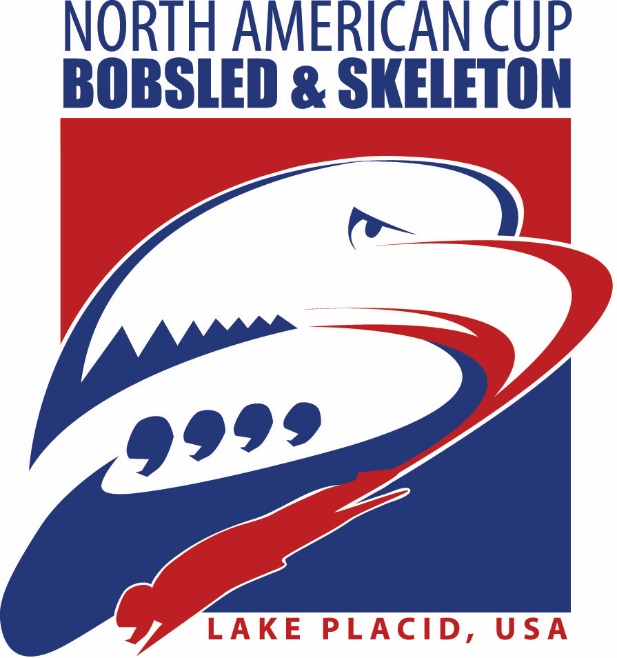 NORTH AMERICAN CUP
BOBSLED & SKELETON
LAKE PLACID, USA